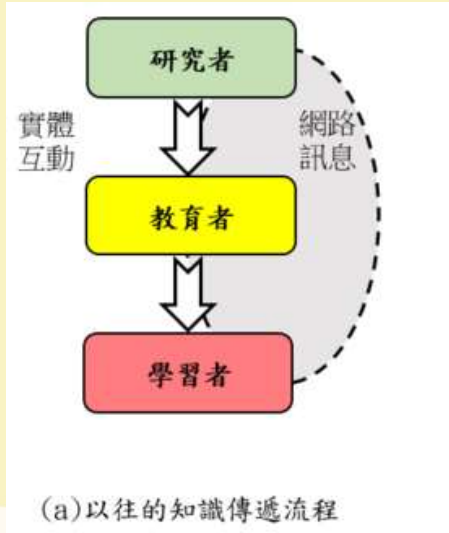 研究者
實體
互動
網路
訊息
教育者
學習者
(a)以往的知識傳遞流程